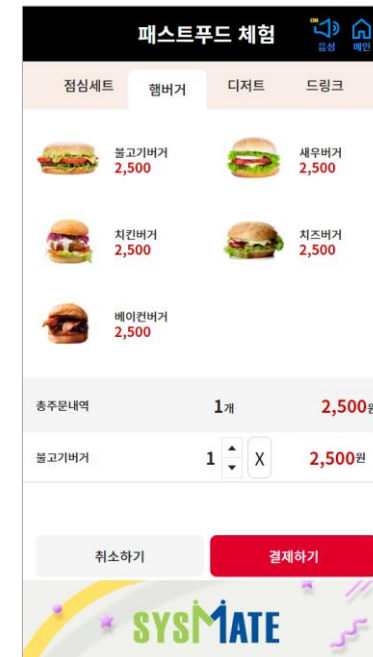 패스트푸드 체험
ON
음성
메인
점심세트 햄버거 디저트 드링크
불고기버거
2,500
새우버거
2,500
치킨버거
2,500
치즈버거
2,500
베이컨버거
2,500
총주문내역 1개 2,500원
불고기버거 1 X 2,500원
취소하기 결제하기
SYSMATE